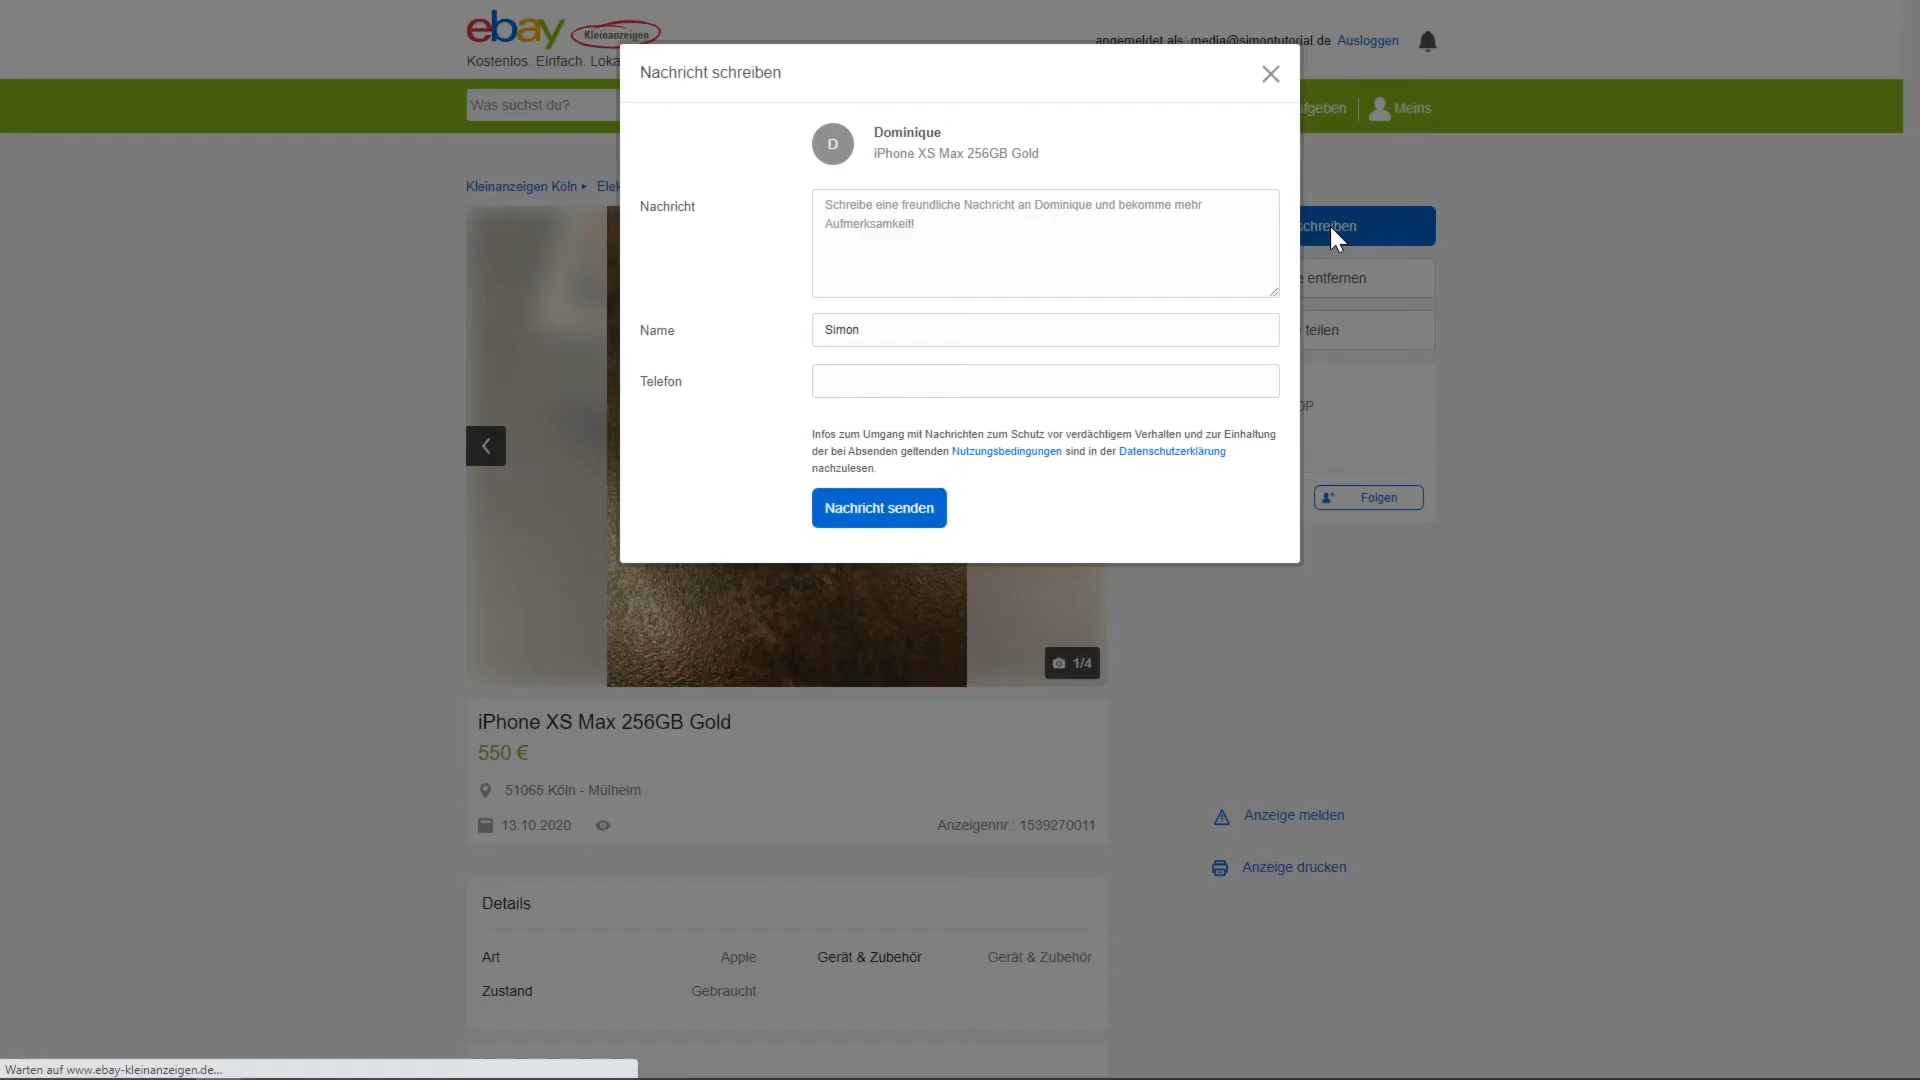 ebay Kleinanzeigen
Kostenlos. Einfach. Loka
angemeldet als: media@simontutorial.de Ausloggen
Was suchst du?
fgeben
Meins
Nachricht schreiben
D
Dominique
iPhone XS Max 256GB Gold
Kleinanzeigen Köln ▸ Elek
Nachricht
Schreibe eine freundliche Nachricht an Dominique und bekomme mehr
Aufmerksamkeit!
schreiben
e entfernen
Name
Simon
teilen
Telefon
OP
Infos zum Umgang mit Nachrichten zum Schutz vor verdächtigem Verhalten und zur Einhaltung
der bei Absenden geltenden Nutzungsbedingungen sind in der Datenschutzerklärung
nachzulesen.
Folgen
Nachricht senden
1/4
iPhone XS Max 256GB Gold
550 €
51065 Köln - Mülheim
13.10.2020
Anzeigennr.: 1539270011
Anzeige melden
Anzeige drucken
Details
Art Apple Gerät & Zubehör Gerät & Zubehör
Zustand Gebraucht
Warten auf www.ebay-kleinanzeigen.de...